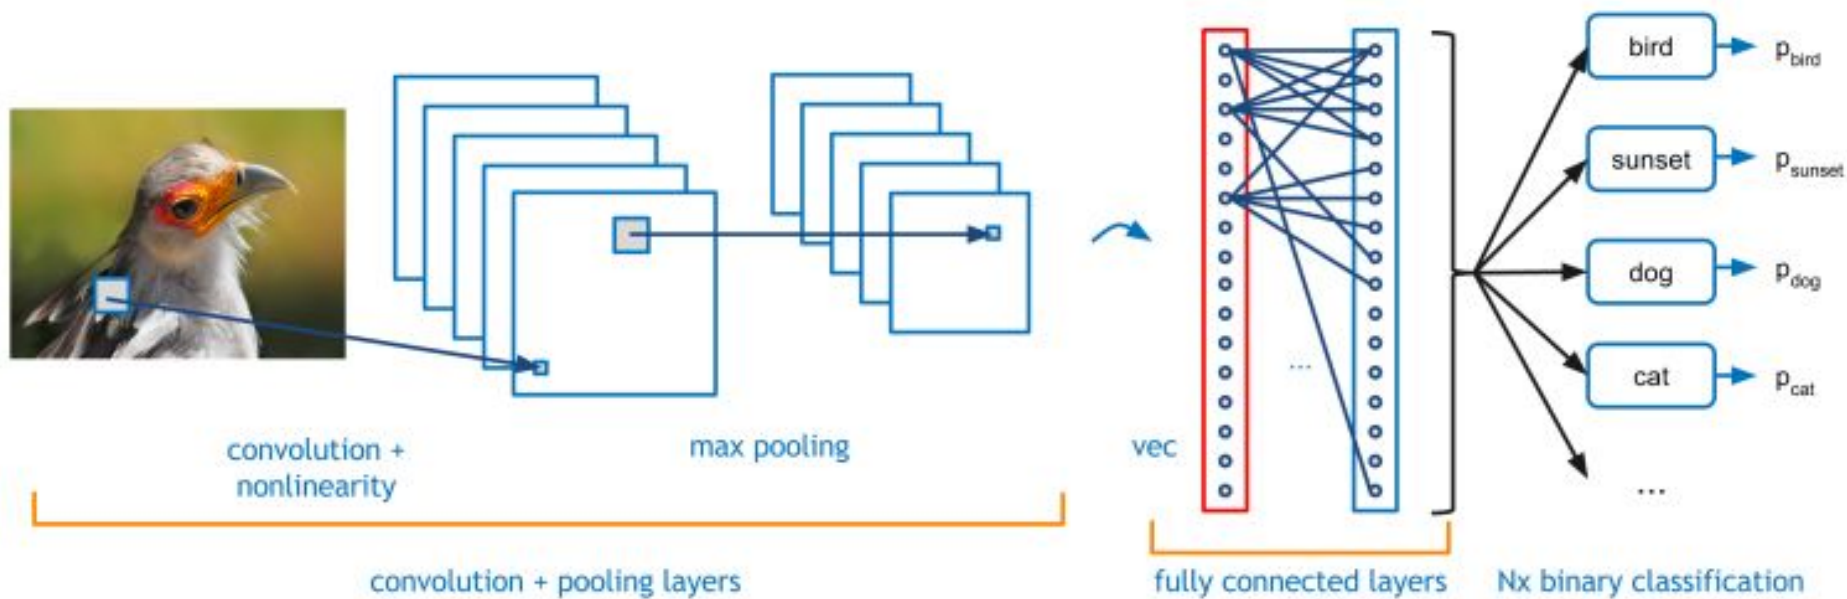 bird
p_bird
sunset
p_sunset
dog
p_dog
cat
p_cat
...
...
convolution +
nonlinearity
max pooling
vec
convolution + pooling layers
fully connected layers
Nx binary classification